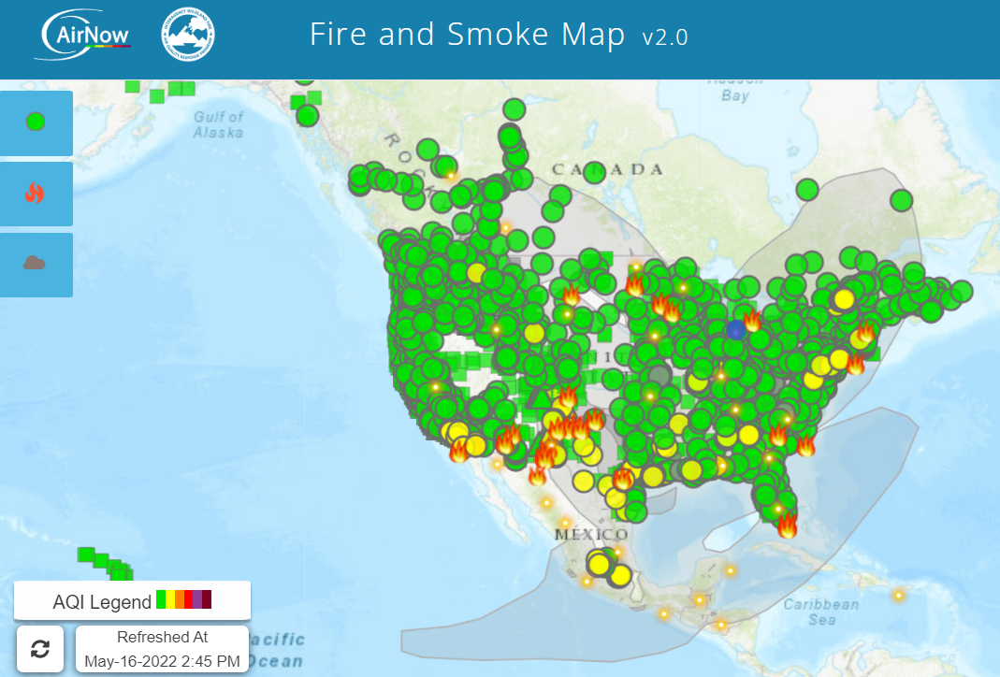 AirNow
Fire and Smoke Map v2.0
Hudson
Bay
Gulf of
Alaska
CANADA
MÉXICO
Caribbean
Sea
AQI Legend
Refreshed At
May-16-2022 2:45 PM
acific
Ocean